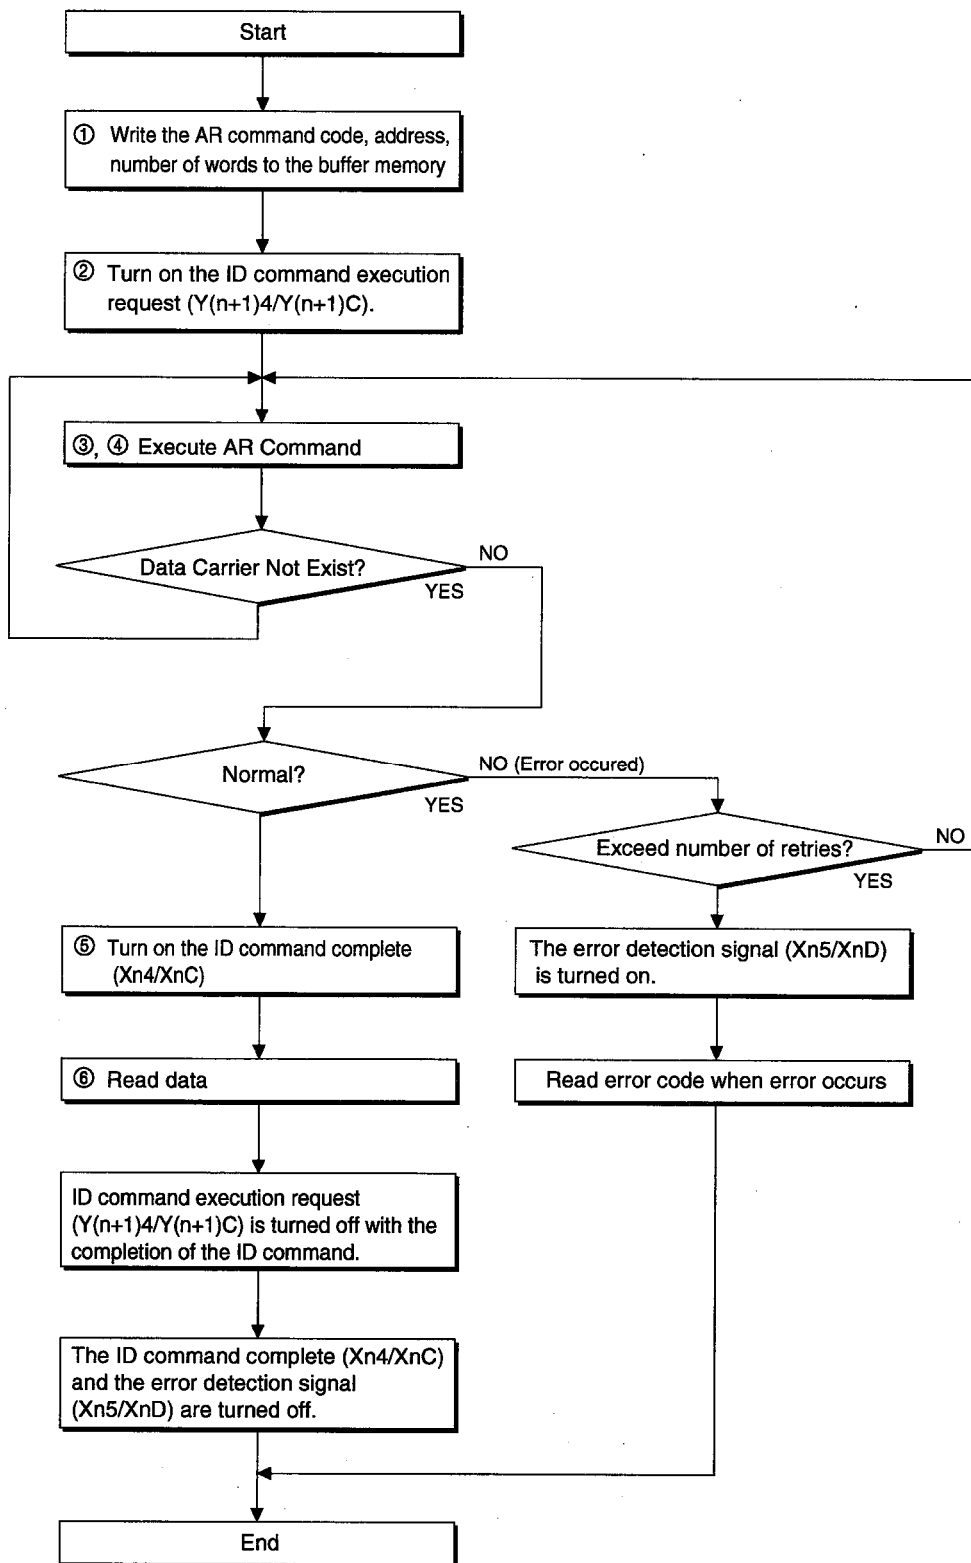 Start
① Write the AR command code, address,
number of words to the buffer memory
② Turn on the ID command execution
request (Y(n+1)4/Y(n+1)C).
③, ④ Execute AR Command
Data Carrier Not Exist?
NO
YES
Normal?
NO (Error occured)
YES
Exceed number of retries?
NO
YES
⑤ Turn on the ID command complete
(Xn4/XnC)
The error detection signal (Xn5/XnD)
is turned on.
⑥ Read data
Read error code when error occurs
ID command execution request
(Y(n+1)4/Y(n+1)C) is turned off with the
completion of the ID command.
The ID command complete (Xn4/XnC)
and the error detection signal
(Xn5/XnD) are turned off.
End